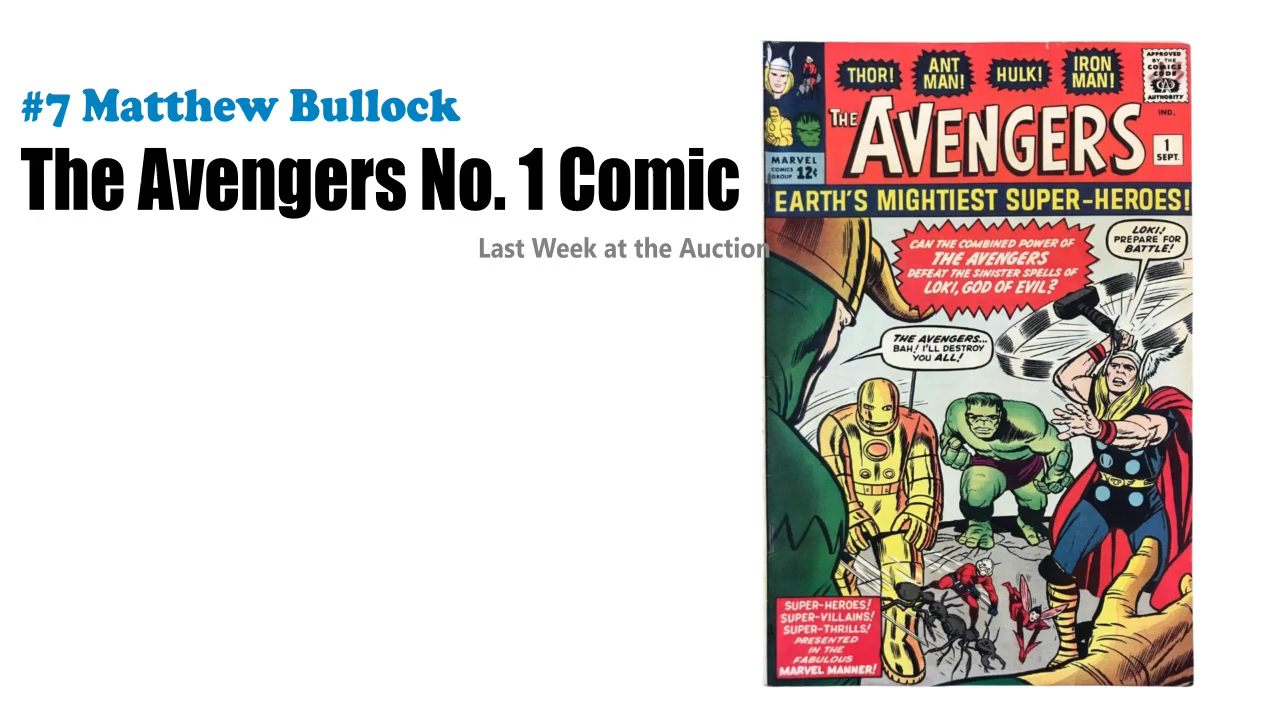 #7 Matthew Bullock
The Avengers No. 1 Comic
Last Week at the Auction
THOR!
ANT
MAN!
HULK!
IRON
MAN!
APPROVED
BY THE
COMICS
CODE
AUTHORITY
THE AVENGERS
IND.
1
SEPT.
MARVEL
COMICS
GROUP
12¢
EARTH'S MIGHTIEST SUPER-HEROES!
CAN THE COMBINED POWER OF
THE AVENGERS
DEFEAT THE SINISTER SPELLS OF
LOKI, GOD OF EVIL?
LOKI!
PREPARE FOR
BATTLE!
THE AVENGERS...
BAH! I'LL DESTROY
YOU ALL!
SUPER-HEROES!
SUPER-VILLAINS!
SUPER-THRILLS!
PRESENTED
IN THE
FABULOUS
MARVEL MANNER!